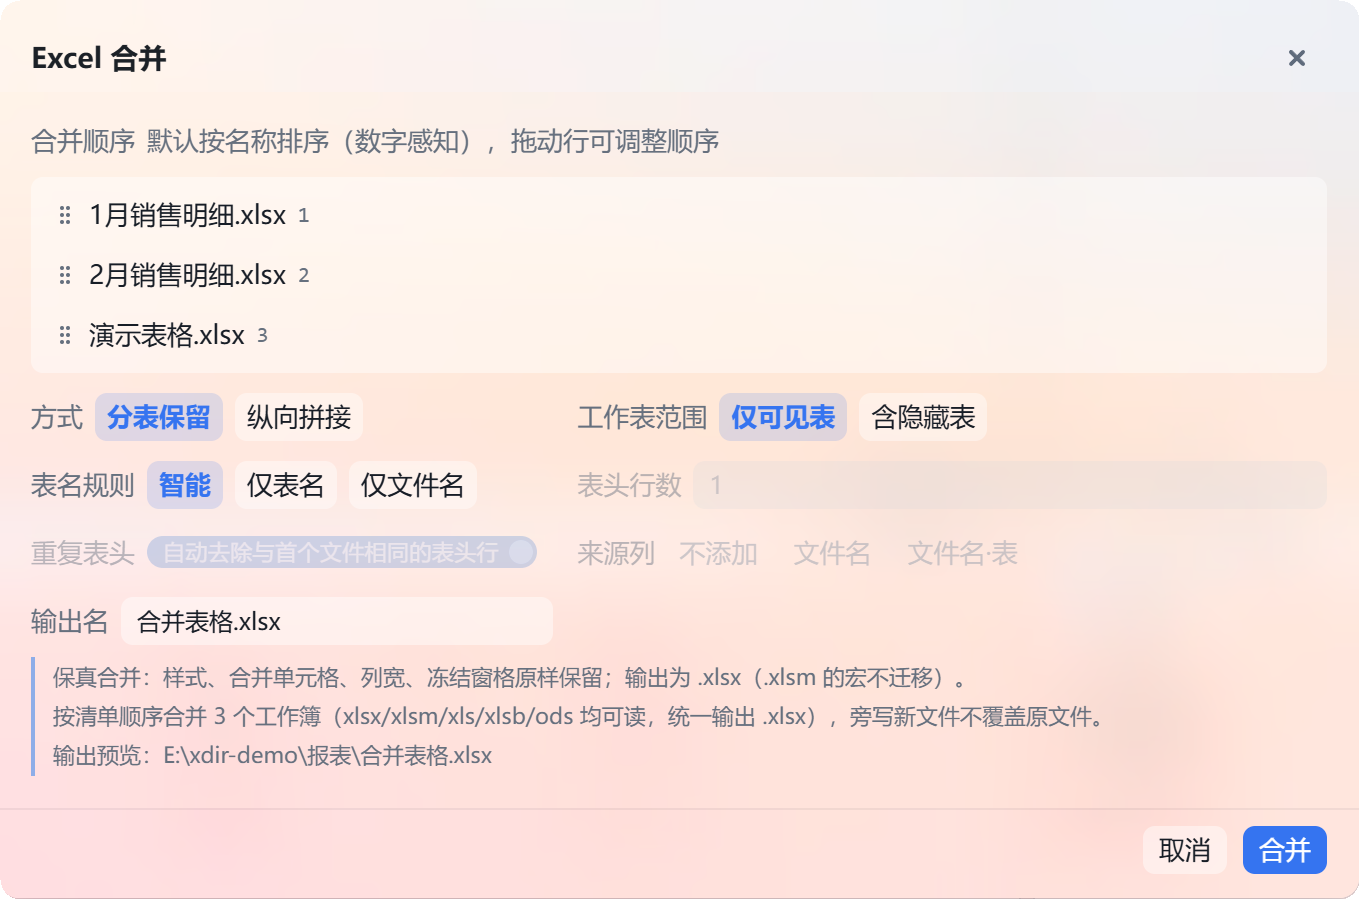 Excel 合并
合并顺序 默认按名称排序（数字感知），拖动行可调整顺序
1月销售明细.xlsx 1
2月销售明细.xlsx 2
演示表格.xlsx 3
方式 分表保留 纵向拼接 工作表范围 仅可见表 含隐藏表
表名规则 智能 仅表名 仅文件名 表头行数 1
重复表头 自动去除与首个文件相同的表头行 来源列 不添加 文件名 文件名·表
输出名 合并表格.xlsx
保真合并：样式、合并单元格、列宽、冻结窗格原样保留；输出为 .xlsx（.xlsm 的宏不迁移）。
按清单顺序合并 3 个工作簿（xlsx/xlsm/xls/xlsb/ods 均可读，统一输出 .xlsx），旁写新文件不覆盖原文件。
输出预览：E:\xdir-demo\报表\合并表格.xlsx
取消 合并